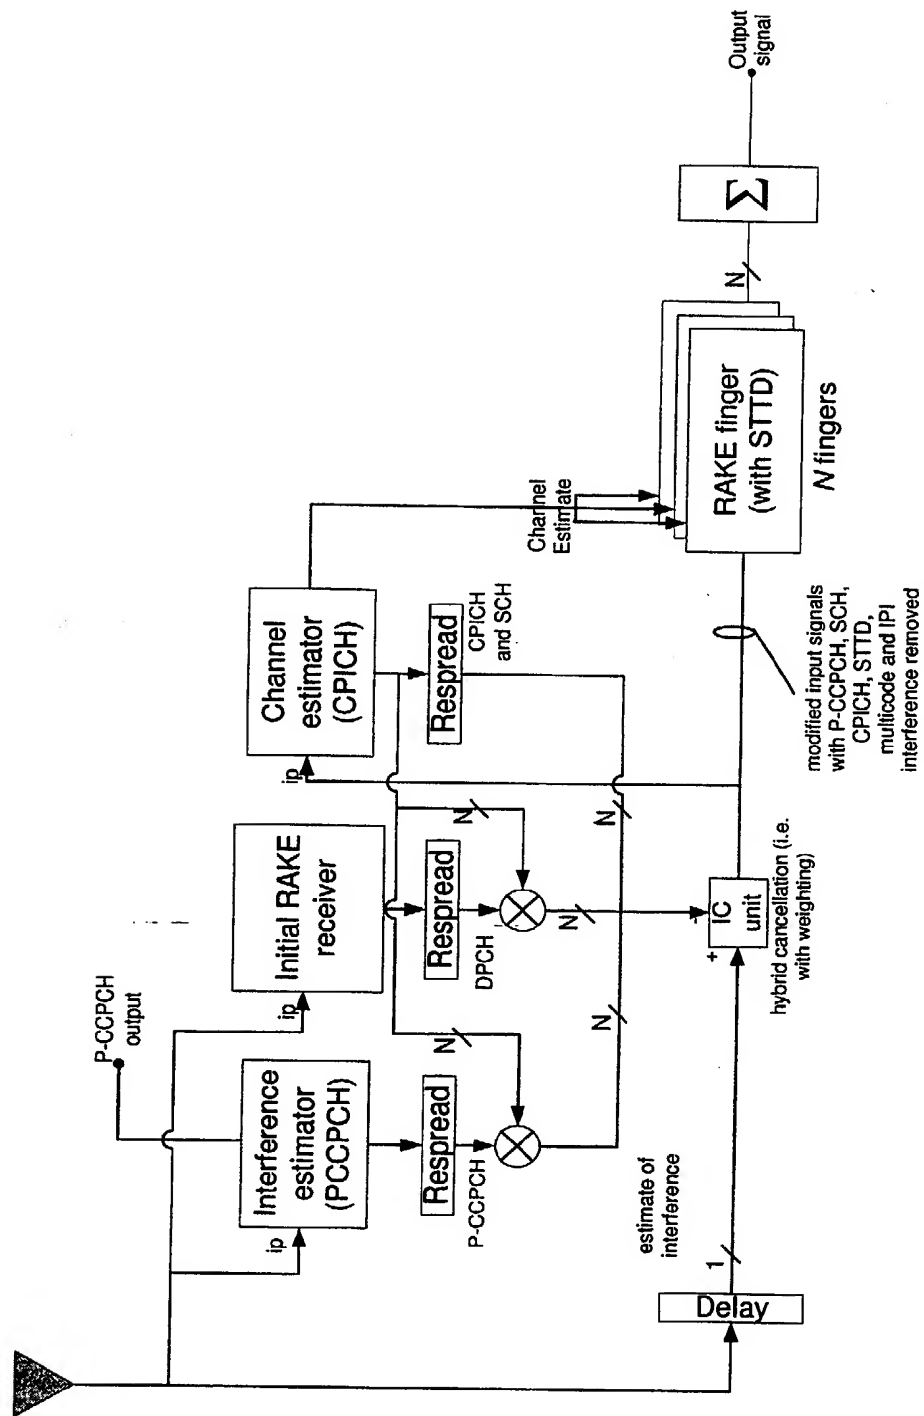 P-CCPCH
output
ip
Interference
estimator
(PCCPCH)
ip
Initial RAKE
receiver
ip
Channel
estimator
(CPICH)
Respread
P-CCPCH
Respread
DPCH
Respread
CPICH
and SCH
N
N
N
N
N
Channel
Estimate
estimate of
interference
Delay
1
+
-
IC
unit
hybrid cancellation (i.e.
with weighting)
modified input signals
with P-CCPCH, SCH,
CPICH, STTD,
multicode and IPI
interference removed
RAKE finger
(with STTD)
N fingers
N
Σ
Output
signal